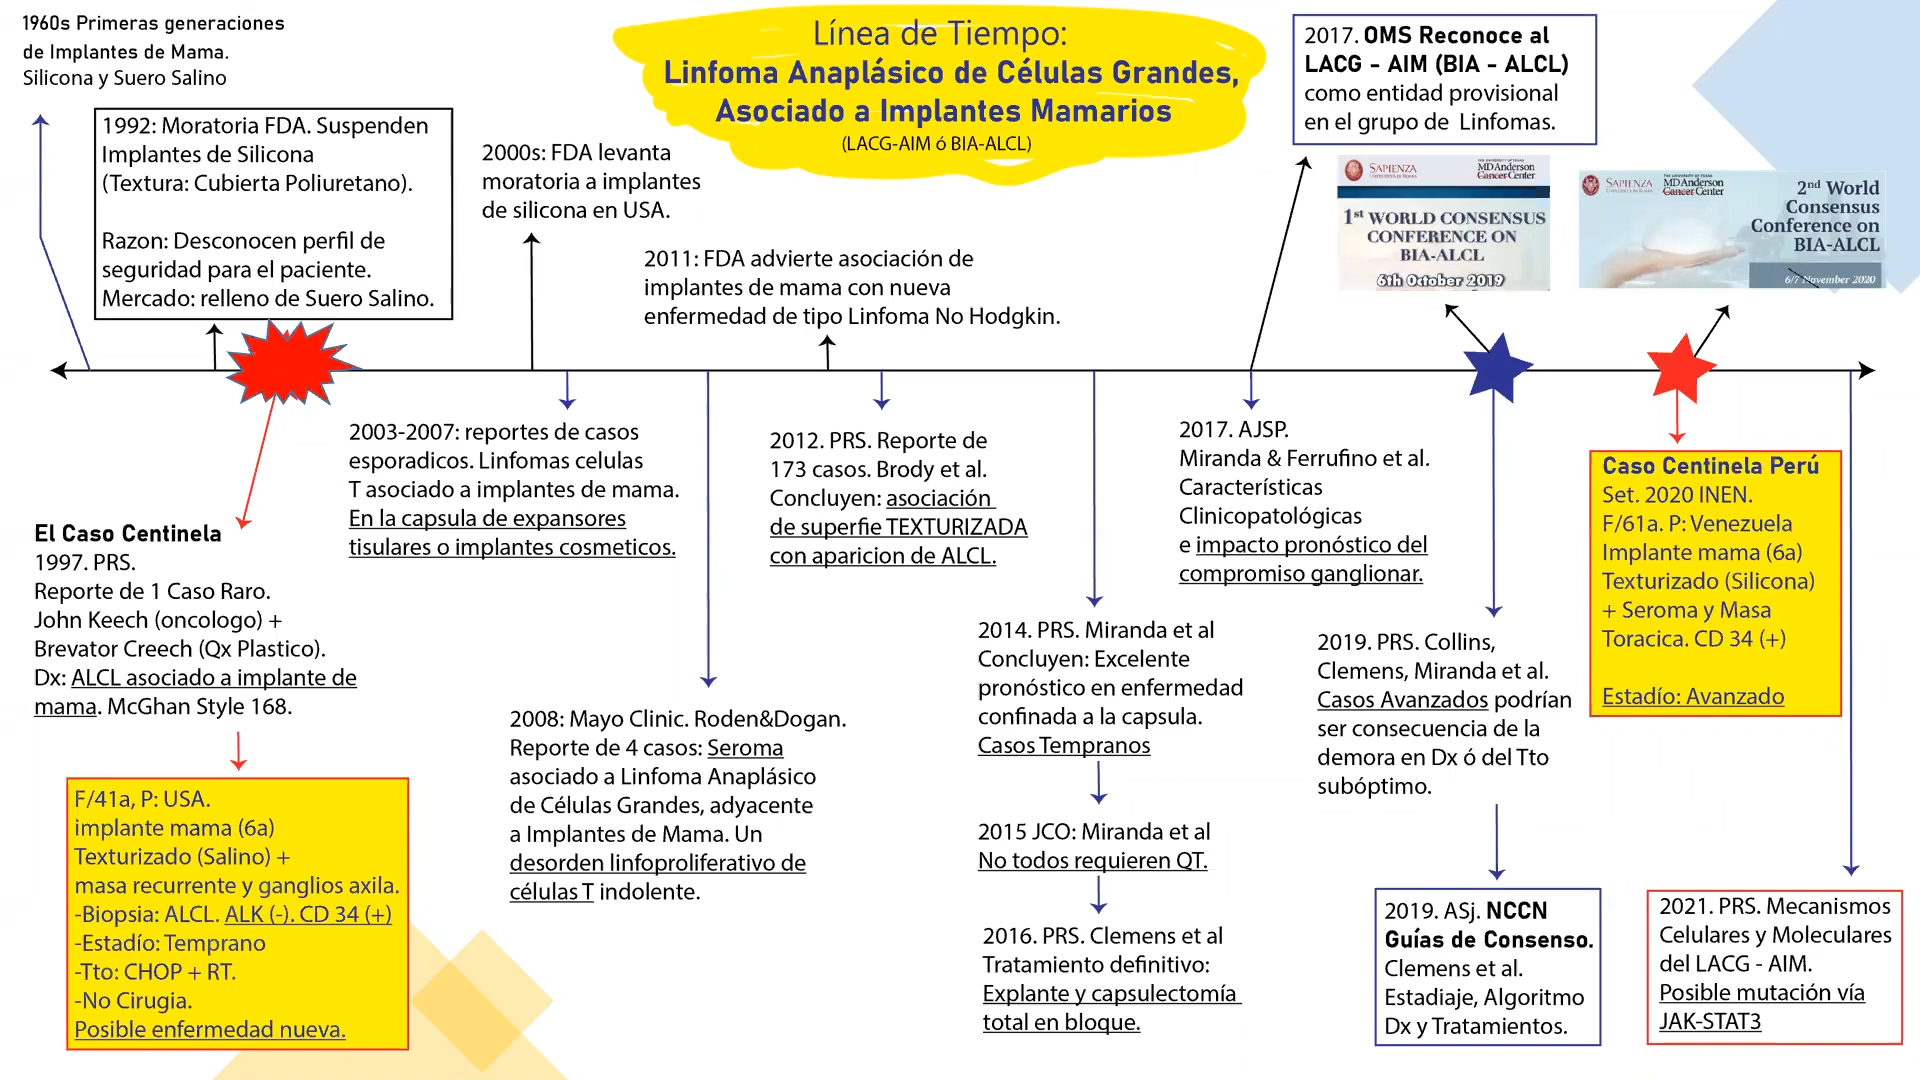 1960s Primeras generaciones
de Implantes de Mama.
Silicona y Suero Salino
Línea de Tiempo:
Linfoma Anaplásico de Células Grandes,
Asociado a Implantes Mamarios
(LACG-AIM ó BIA-ALCL)
1992: Moratoria FDA. Suspenden
Implantes de Silicona
(Textura: Cubierta Poliuretano).
Razon: Desconocen perfil de
seguridad para el paciente.
Mercado: relleno de Suero Salino.
2000s: FDA levanta
moratoria a implantes
de silicona en USA.
2011: FDA advierte asociación de
implantes de mama con nueva
enfermedad de tipo Linfoma No Hodgkin.
2017. OMS Reconoce al
LACG - AIM (BIA - ALCL)
como entidad provisional
en el grupo de Linfomas.
SAPIENZA
MDAnderson
Cancer Center
1st WORLD CONSENSUS
CONFERENCE ON
BIA-ALCL
6th October 2019
SAPIENZA
MDAnderson
Cancer Center
2nd World
Consensus
Conference on
BIA-ALCL
6/7 November 2020
El Caso Centinela
1997. PRS.
Reporte de 1 Caso Raro.
John Keech (oncologo) +
Brevator Creech (Qx Plastico).
Dx: ALCL asociado a implante de
mama. McGhan Style 168.
F/41a, P: USA.
implante mama (6a)
Texturizado (Salino) +
masa recurrente y ganglios axila.
-Biopsia: ALCL. ALK (-). CD 34 (+)
-Estadío: Temprano
-Tto: CHOP + RT.
-No Cirugia.
Posible enfermedad nueva.
2003-2007: reportes de casos
esporadicos. Linfomas celulas
T asociado a implantes de mama.
En la capsula de expansores
tisulares o implantes cosmeticos.
2008: Mayo Clinic. Roden&Dogan.
Reporte de 4 casos: Seroma
asociado a Linfoma Anaplásico
de Células Grandes, adyacente
a Implantes de Mama. Un
desorden linfoproliferativo de
células T indolente.
2012. PRS. Reporte de
173 casos. Brody et al.
Concluyen: asociación
de superfie TEXTURIZADA
con aparicion de ALCL.
2014. PRS. Miranda et al
Concluyen: Excelente
pronóstico en enfermedad
confinada a la capsula.
Casos Tempranos
2015 JCO: Miranda et al
No todos requieren QT.
2016. PRS. Clemens et al
Tratamiento definitivo:
Explante y capsulectomía
total en bloque.
2017. AJSP.
Miranda & Ferrufino et al.
Características
Clinicopatológicas
e impacto pronóstico del
compromiso ganglionar.
2019. PRS. Collins,
Clemens, Miranda et al.
Casos Avanzados podrían
ser consecuencia de la
demora en Dx ó del Tto
subóptimo.
2019. ASj. NCCN
Guías de Consenso.
Clemens et al.
Estadiaje, Algoritmo
Dx y Tratamientos.
Caso Centinela Perú
Set. 2020 INEN.
F/61a. P: Venezuela
Implante mama (6a)
Texturizado (Silicona)
+ Seroma y Masa
Toracica. CD 34 (+)
Estadío: Avanzado
2021. PRS. Mecanismos
Celulares y Moleculares
del LACG - AIM.
Posible mutación vía
JAK-STAT3